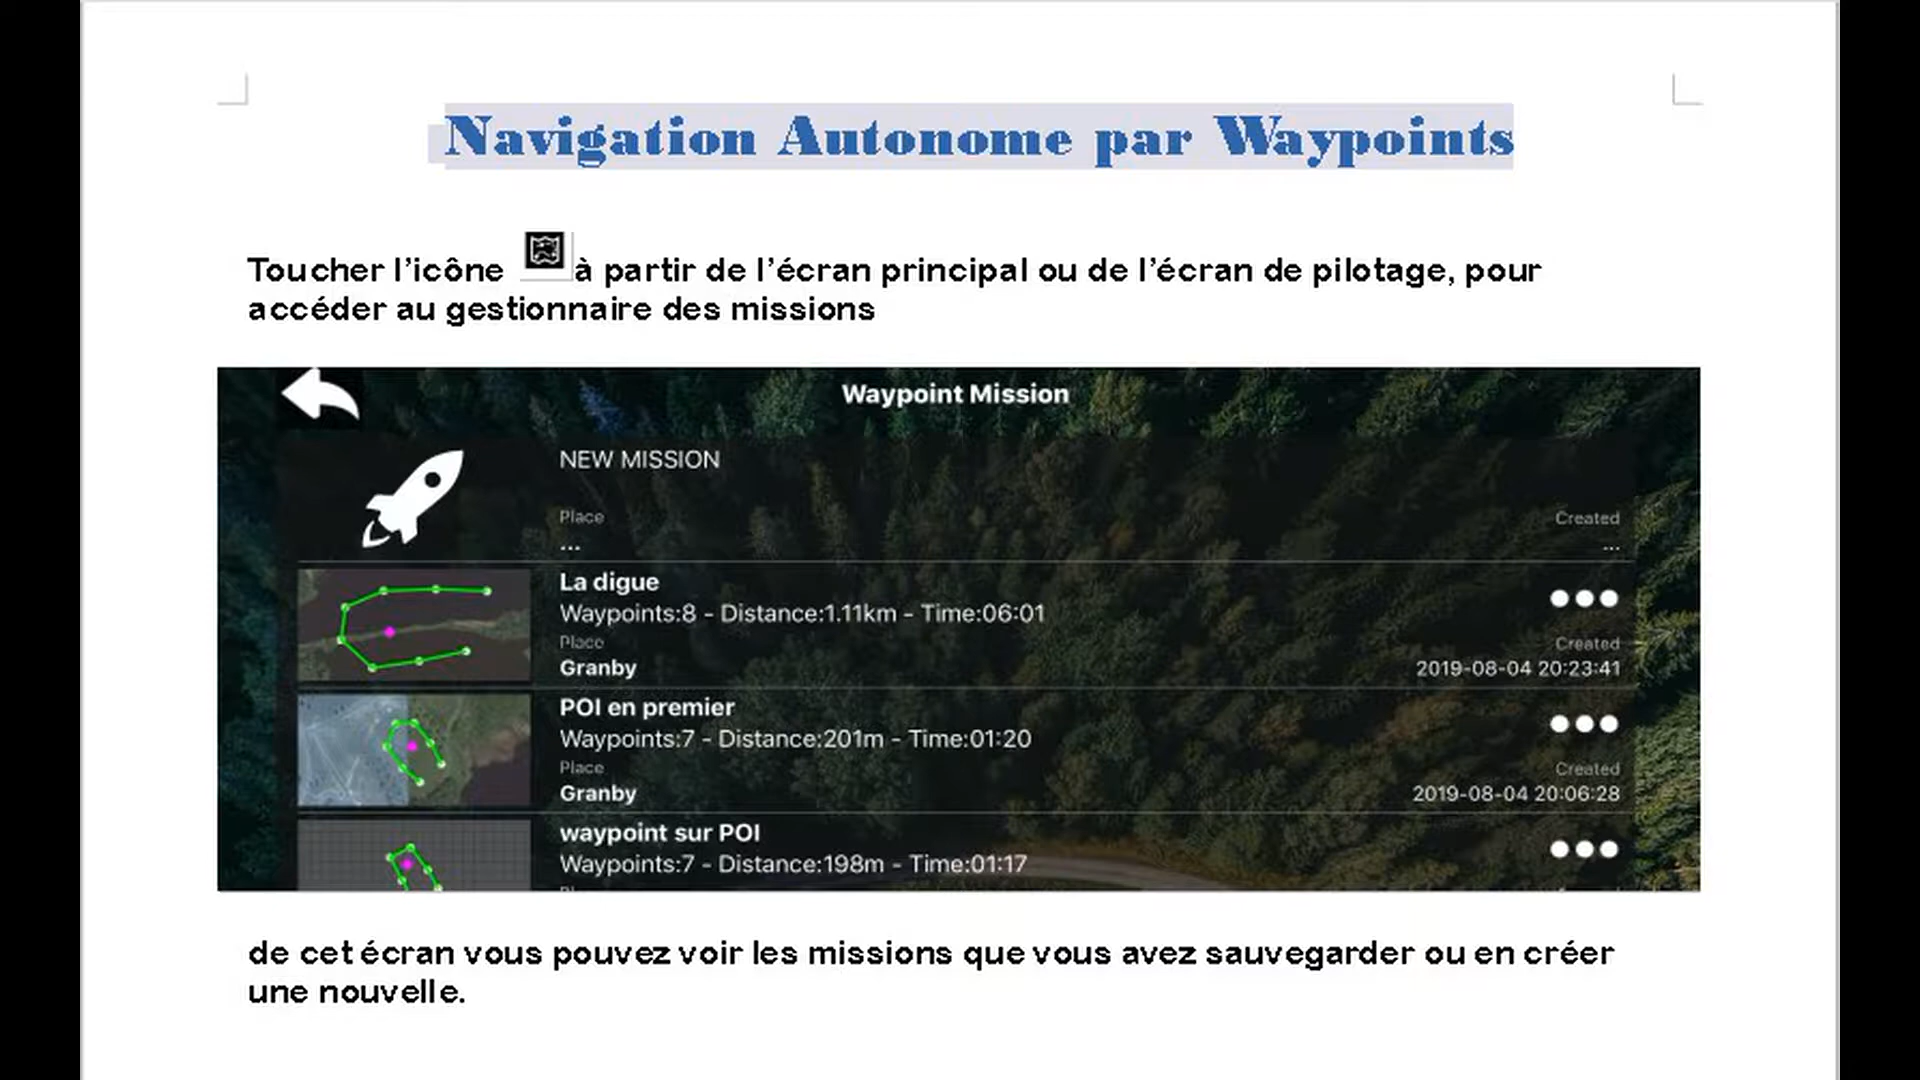 Navigation Autonome par Waypoints
Toucher l'icône à partir de l'écran principal ou de l'écran de pilotage, pour
accéder au gestionnaire des missions
Waypoint Mission
NEW MISSION
Place
Created
...
...
La digue
Waypoints:8 - Distance:1.11km - Time:06:01
Place
Created
Granby
2019-08-04 20:23:41
POI en premier
Waypoints:7 - Distance:201m - Time:01:20
Place
Created
Granby
2019-08-04 20:06:28
waypoint sur POI
Waypoints:7 - Distance:198m - Time:01:17
de cet écran vous pouvez voir les missions que vous avez sauvegarder ou en créer
une nouvelle.